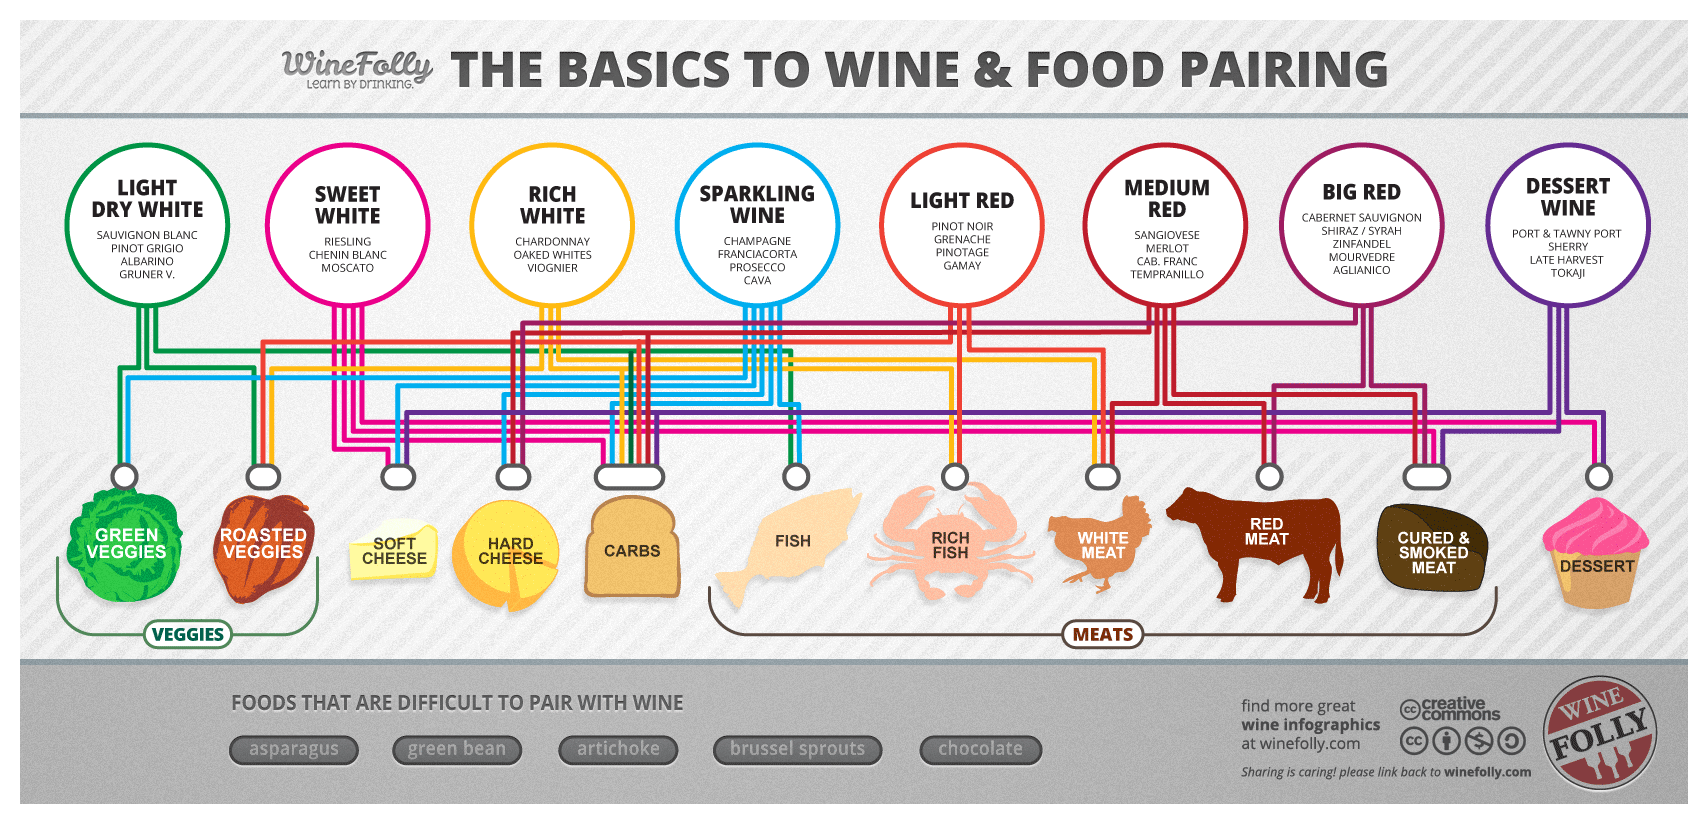 WineFolly
Learn by Drinking.
THE BASICS TO WINE & FOOD PAIRING
LIGHT
DRY WHITE
SAUVIGNON BLANC
PINOT GRIGIO
ALBARINO
GRUNER V.
SWEET
WHITE
RIESLING
CHENIN BLANC
MOSCATO
RICH
WHITE
CHARDONNAY
OAKED WHITES
VIOGNIER
SPARKLING
WINE
CHAMPAGNE
FRANCIACORTA
PROSECCO
CAVA
LIGHT RED
PINOT NOIR
GRENACHE
PINOTAGE
GAMAY
MEDIUM
RED
SANGIOVESE
MERLOT
CAB. FRANC
TEMPRANILLO
BIG RED
CABERNET SAUVIGNON
SHIRAZ / SYRAH
ZINFANDEL
MOURVEDRE
AGLIANICO
DESSERT
WINE
PORT & TAWNY PORT
SHERRY
LATE HARVEST
TOKAJI
GREEN
VEGGIES
ROASTED
VEGGIES
SOFT
CHEESE
HARD
CHEESE
CARBS
FISH
RICH
FISH
WHITE
MEAT
RED
MEAT
CURED &
SMOKED
MEAT
DESSERT
VEGGIES
MEATS
FOODS THAT ARE DIFFICULT TO PAIR WITH WINE
asparagus
green bean
artichoke
brussel sprouts
chocolate
find more great
wine infographics
at winefolly.com
cc creative
commons
cc
Sharing is caring! please link back to winefolly.com
WINE
FOLLY